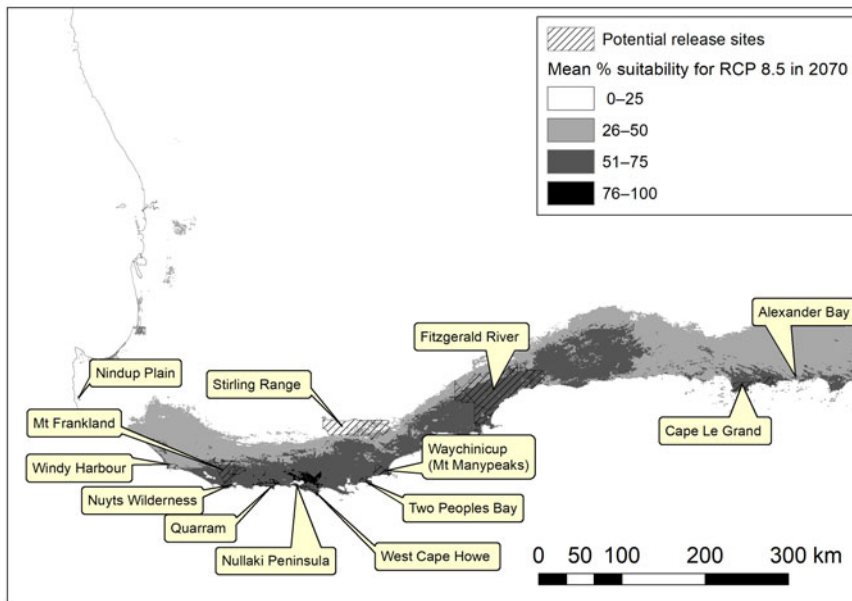 Potential release sites
Mean % suitability for RCP 8.5 in 2070
0–25
26–50
51–75
76–100
Alexander Bay
Fitzgerald River
Nindup Plain
Stirling Range
Mt Frankland
Cape Le Grand
Windy Harbour
Waychinicup
(Mt Manypeaks)
Nuyts Wilderness
Two Peoples Bay
Quarram
Nullaki Peninsula
West Cape Howe
0 50 100 200 300 km